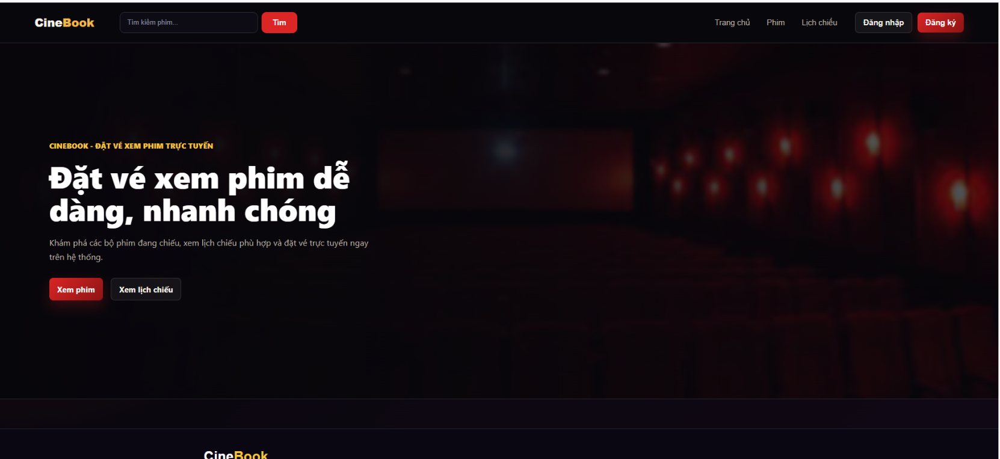 CineBook
Tìm kiếm phim...
Tìm
Trang chủ
Phim
Lịch chiếu
Đăng nhập
Đăng ký
CINEBOOK - ĐẶT VÉ XEM PHIM TRỰC TUYẾN
Đặt vé xem phim dễ
dàng, nhanh chóng
Khám phá các bộ phim đang chiếu, xem lịch chiếu phù hợp và đặt vé trực tuyến ngay
trên hệ thống.
Xem phim
Xem lịch chiếu
CineBook